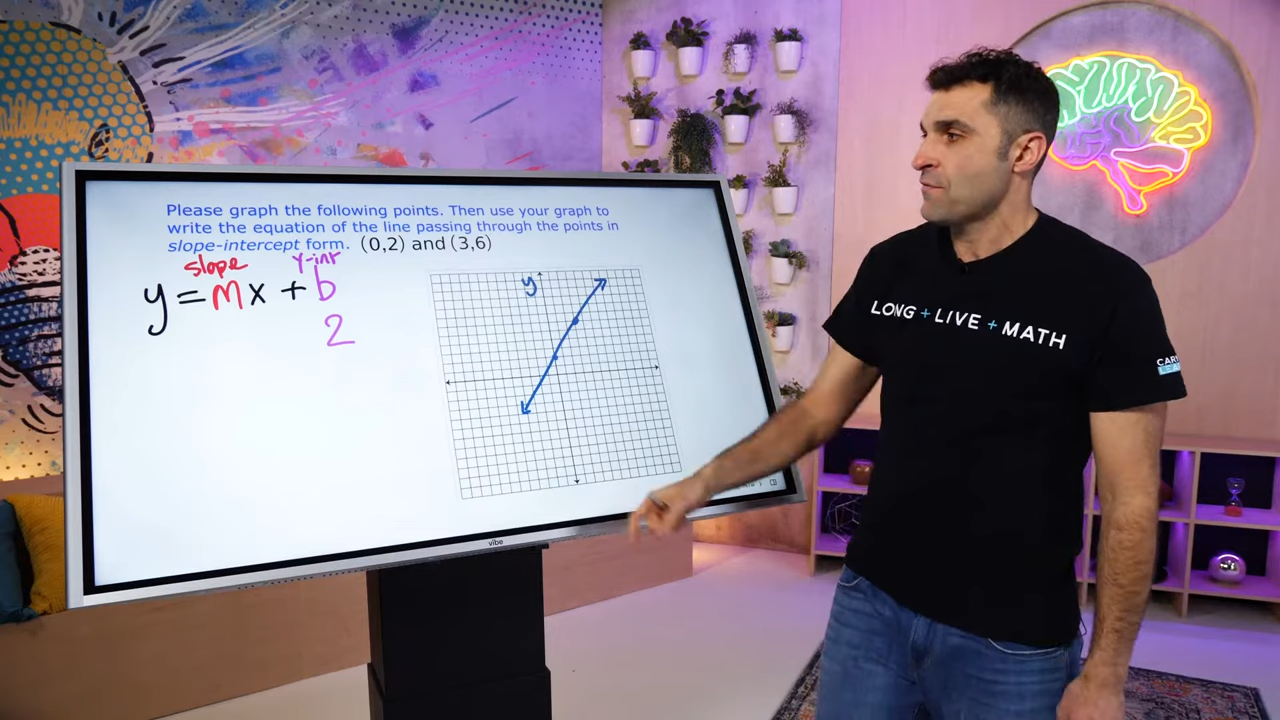 Please graph the following points. Then use your graph to
write the equation of the line passing through the points in
slope-intercept form. (0,2) and (3,6)
slope y-int
y = mx + b
2
y
LONG + LIVE + MATH
vibe